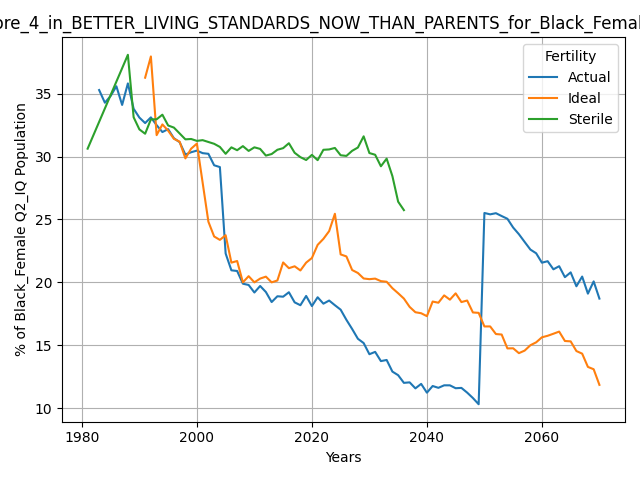 ore_4_in_BETTER_LIVING_STANDARDS_NOW_THAN_PARENTS_for_Black_Female
Fertility
Actual
Ideal
Sterile
% of Black_Female Q2_IQ Population
35
30
25
20
15
10
1980
2000
2020
2040
2060
Years